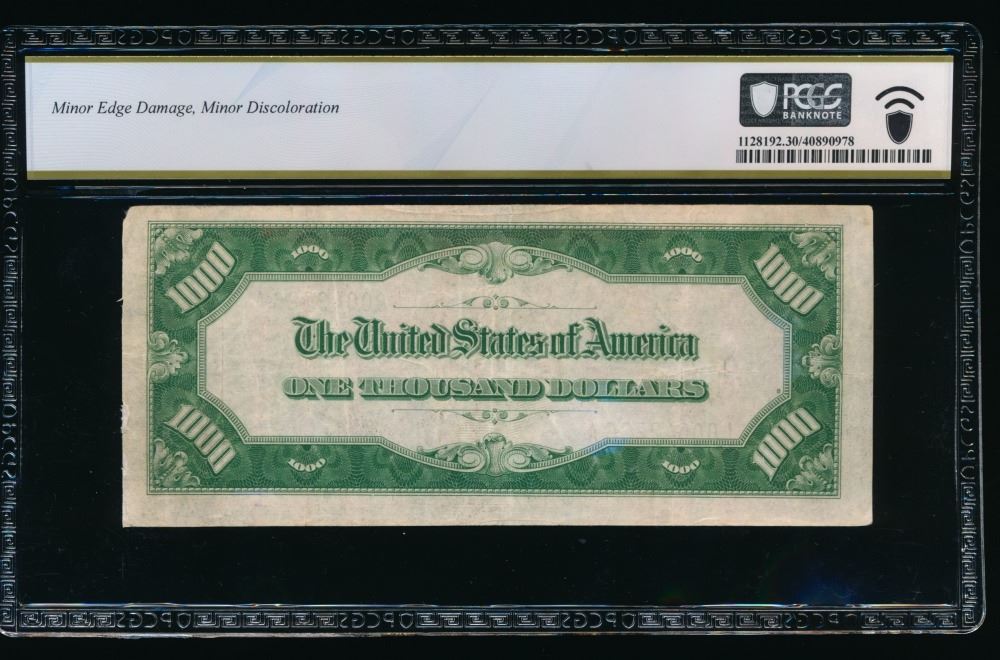 Minor Edge Damage, Minor Discoloration
PCGS
BANKNOTE
1128192.30/40890978
1000 1000 1000 1000
The United States of America
ONE THOUSAND DOLLARS
1000 1000 1000 1000